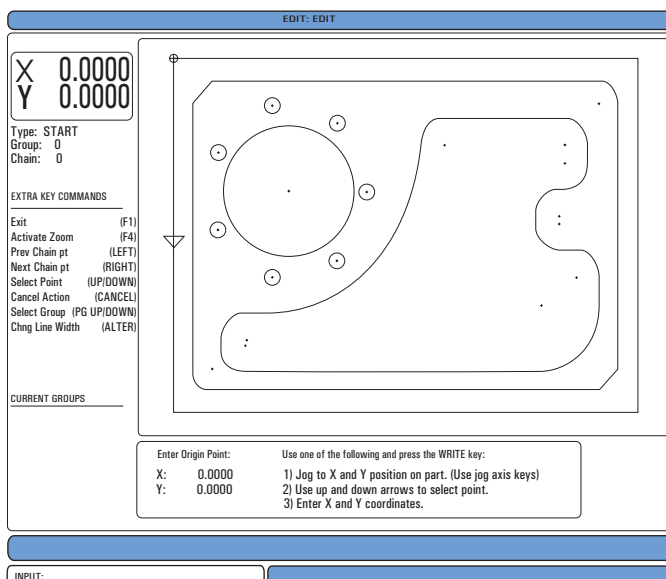 EDIT: EDIT
X 0.0000
Y 0.0000
Type: START
Group: 0
Chain: 0
EXTRA KEY COMMANDS
Exit (F1)
Activate Zoom (F4)
Prev Chain pt (LEFT)
Next Chain pt (RIGHT)
Select Point (UP/DOWN)
Cancel Action (CANCEL)
Select Group (PG UP/DOWN)
Chng Line Width (ALTER)
CURRENT GROUPS
Enter Origin Point:
X: 0.0000
Y: 0.0000
Use one of the following and press the WRITE key:
1) Jog to X and Y position on part. (Use jog axis keys)
2) Use up and down arrows to select point.
3) Enter X and Y coordinates.
INPUT: